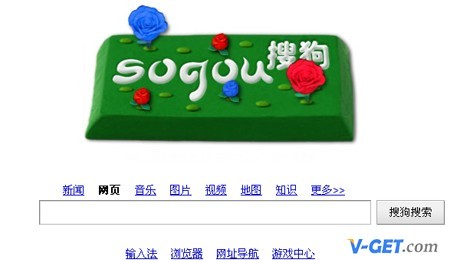 sogou搜狗
新闻 网页 音乐 图片 视频 地图 知识 更多>>
搜狗搜索
输入法 浏览器 网址导航 游戏中心
V-GET.com